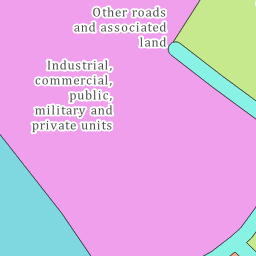 Other roads
and associated
land
Industrial,
commercial,
public,
military and
private units